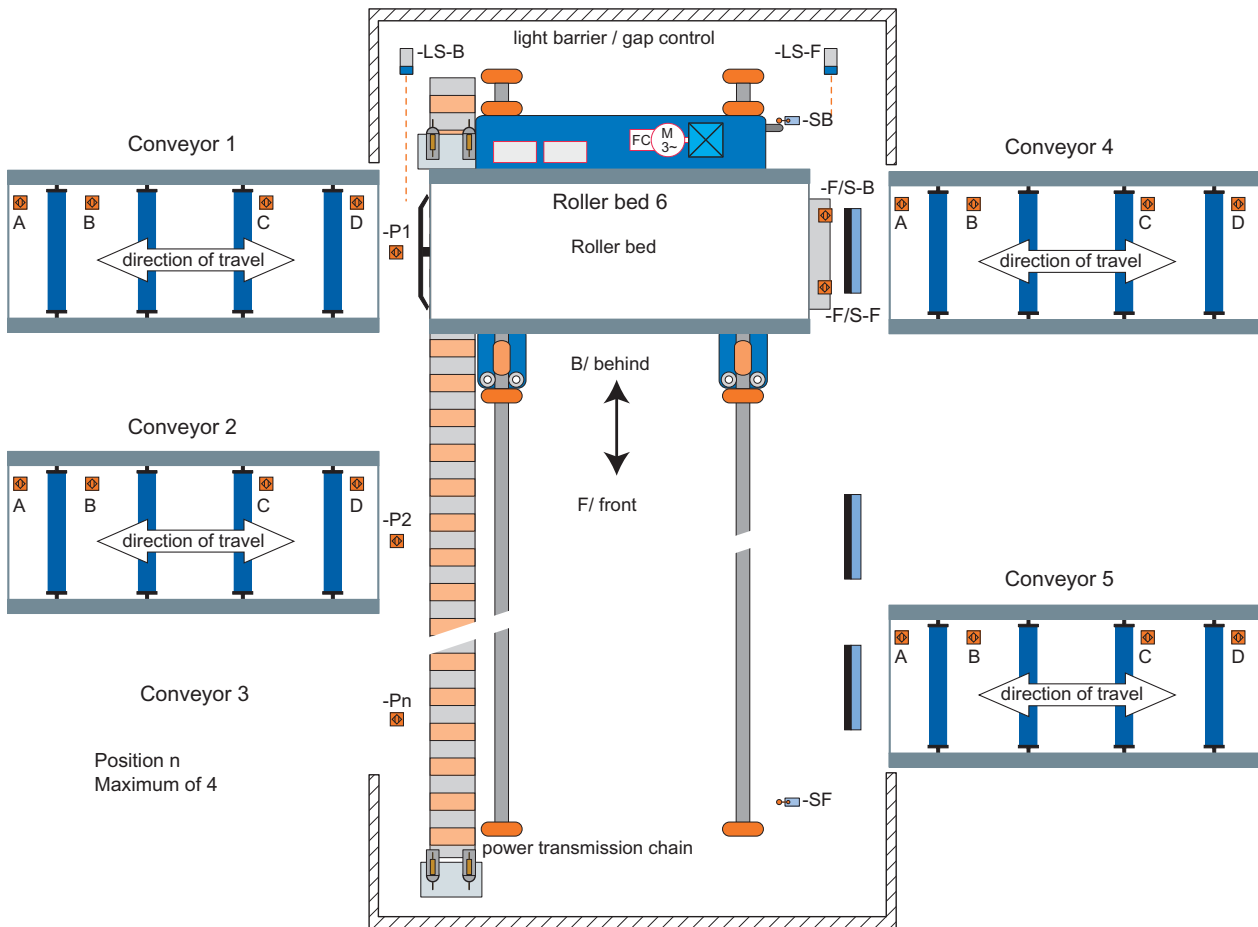 light barrier / gap control
-LS-B
-LS-F
-SB
FC
M
3~
Conveyor 1
A
B
C
D
direction of travel
-P1
Roller bed 6
Roller bed
-F/S-B
-F/S-F
Conveyor 4
A
B
C
D
direction of travel
B/ behind
F/ front
Conveyor 2
A
B
C
D
direction of travel
-P2
Conveyor 5
A
B
C
D
direction of travel
Conveyor 3
-Pn
Position n
Maximum of 4
-SF
power transmission chain